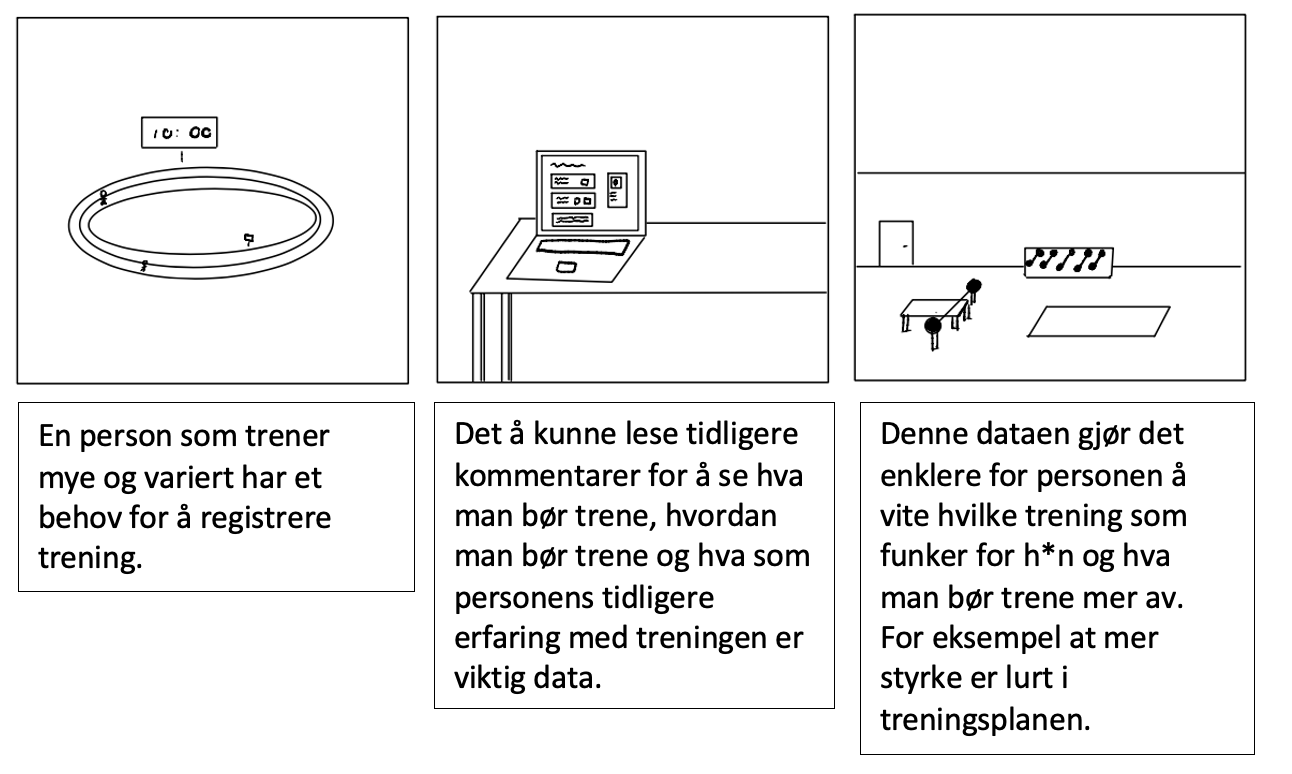 10:00
En person som trener
mye og variert har et
behov for å registrere
trening.
Det å kunne lese tidligere
kommentarer for å se hva
man bør trene, hvordan
man bør trene og hva som
personens tidligere
erfaring med treningen er
viktig data.
Denne dataen gjør det
enklere for personen å
vite hvilke trening som
funker for h*n og hva
man bør trene mer av.
For eksempel at mer
styrke er lurt i
treningsplanen.